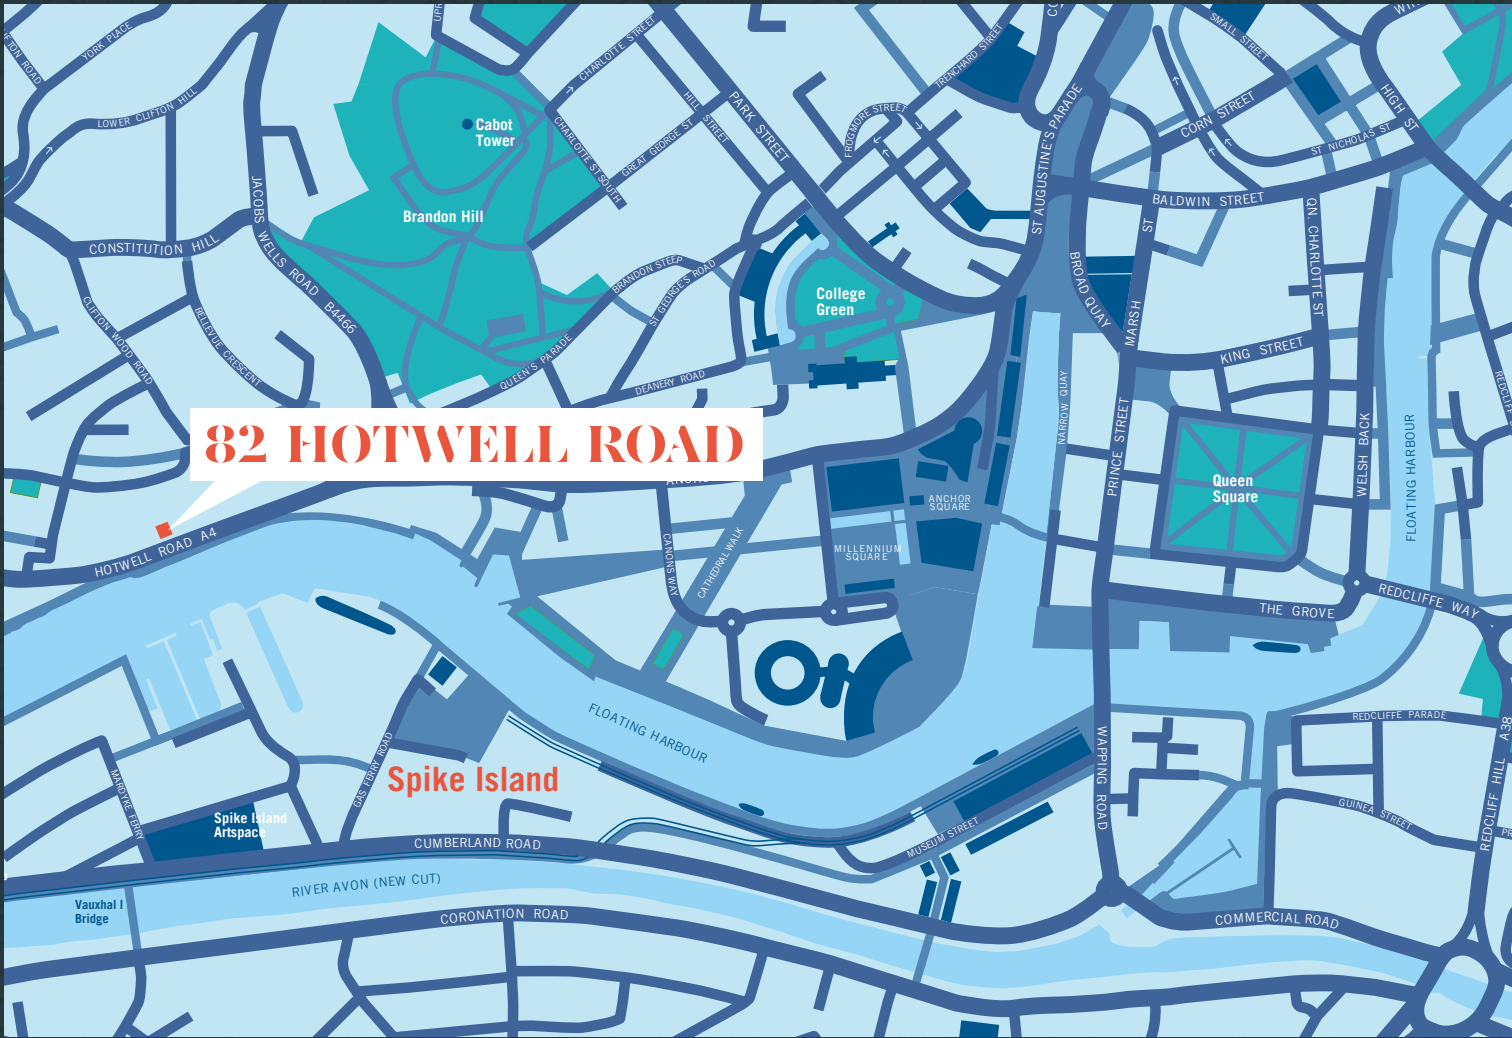 YORK PLACE
LOWER CLIFTON HILL
CONSTITUTION HILL
JACOBS WELLS ROAD B4466
CLIFTON WOOD ROAD
BELLEVUE CRESCENT
Cabot
Tower
Brandon Hill
CHARLOTTE STREET
CHARLOTTE ST SOUTH
GREAT GEORGE ST
HILL STREET
PARK STREET
FROGMORE STREET
TRENCHARD STREET
ST AUGUSTINE'S PARADE
SMALL STREET
CORN STREET
HIGH ST
ST NICHOLAS ST
BALDWIN STREET
BROAD QUAY
MARSH ST
QN. CHARLOTTE ST
KING STREET
BRANDON STEEP
ST GEORGE'S ROAD
QUEEN'S PARADE
DEANERY ROAD
College
Green
NARROW QUAY
PRINCE STREET
WELSH BACK
FLOATING HARBOUR
Queen
Square
82 HOTWELL ROAD
HOTWELL ROAD A4
CANONS WAY
CATHEDRAL WALK
ANCHOR
SQUARE
MILLENNIUM
SQUARE
THE GROVE
REDCLIFFE WAY
FLOATING HARBOUR
REDCLIFFE PARADE
REDCLIFF HILL A38
GUINEA STREET
WAPPING ROAD
MUSEUM STREET
GAS FERRY ROAD
Spike Island
MARDYKE FERRY
Spike Island
Artspace
CUMBERLAND ROAD
RIVER AVON (NEW CUT)
Vauxhall
Bridge
CORONATION ROAD
COMMERCIAL ROAD